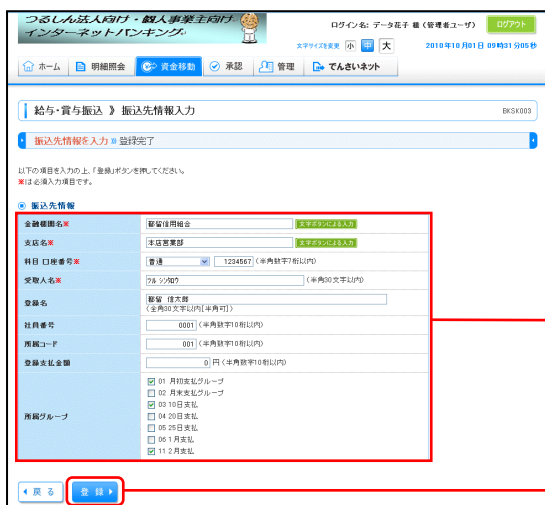 つるしん法人向け・個人事業主向け
インターネットバンキング
ログイン名: データ花子 様 (管理者ユーザ) ログアウト
文字サイズ変更 小 中 大 2010年10月01日 09時31分05秒
ホーム 明細照会 資金移動 承認 管理 でんさいネット
給与・賞与振込 》 振込先情報入力 BKSK003
振込先情報を入力 》 登録完了
以下の項目を入力の上、「登録」ボタンを押してください。
※は必須入力項目です。
振込先情報
金融機関名※ 都留信用組合 文字ボタンによる入力
支店名※ 本店営業部 文字ボタンによる入力
科目 口座番号※ 普通 1234567 (半角数字7桁以内)
受取人名※ ツル シンタロウ (半角30文字以内)
登録名 都留 信太郎
(全角30文字以内[半角可])
社員番号 0001 (半角数字10桁以内)
所属コード 001 (半角数字10桁以内)
登録支払金額 0 円 (半角数字10桁以内)
所属グループ
01 月初支払グループ
02 月末支払グループ
03 10日支払
04 20日支払
05 25日支払
06 1月支払
11 2月支払
戻る 登録